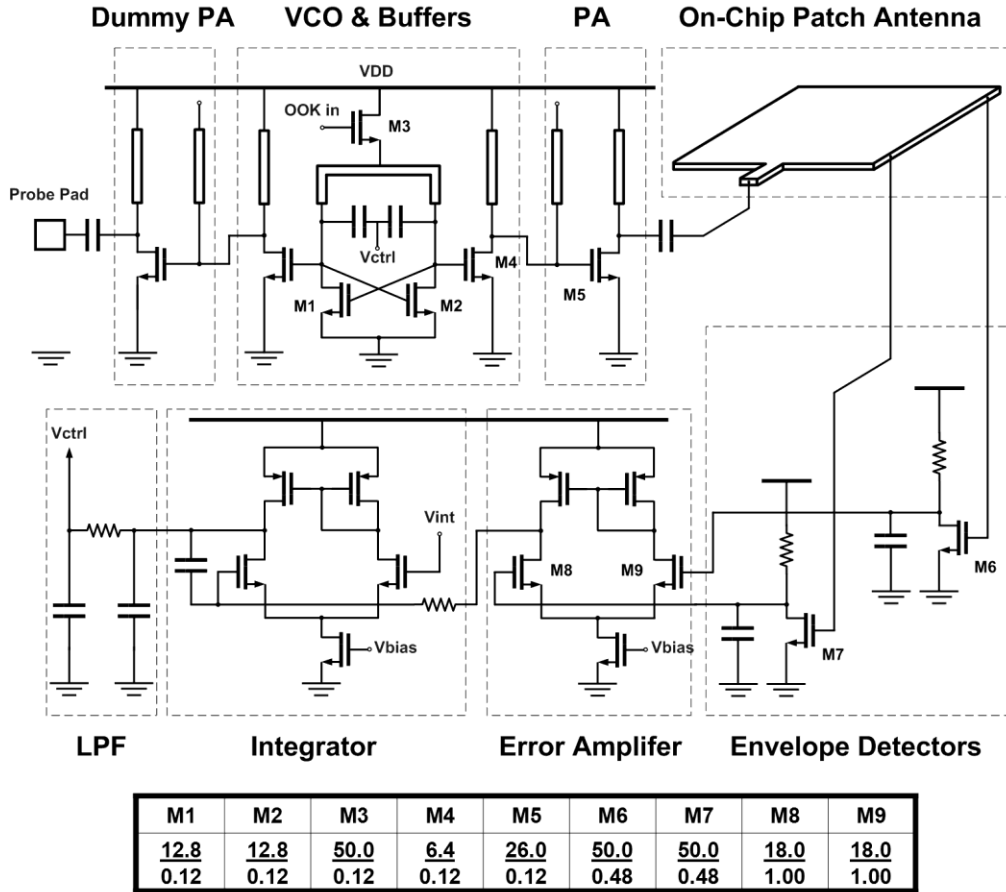 Dummy PA VCO & Buffers PA On-Chip Patch Antenna
VDD
OOK in
M3
Probe Pad
Vctrl
M4
M1 M2 M5
Vctrl
Vint
M8 M9 M6
Vbias Vbias M7
LPF Integrator Error Amplifer Envelope Detectors
M1 M2 M3 M4 M5 M6 M7 M8 M9
12.8 12.8 50.0 6.4 26.0 50.0 50.0 18.0 18.0
0.12 0.12 0.12 0.12 0.12 0.48 0.48 1.00 1.00